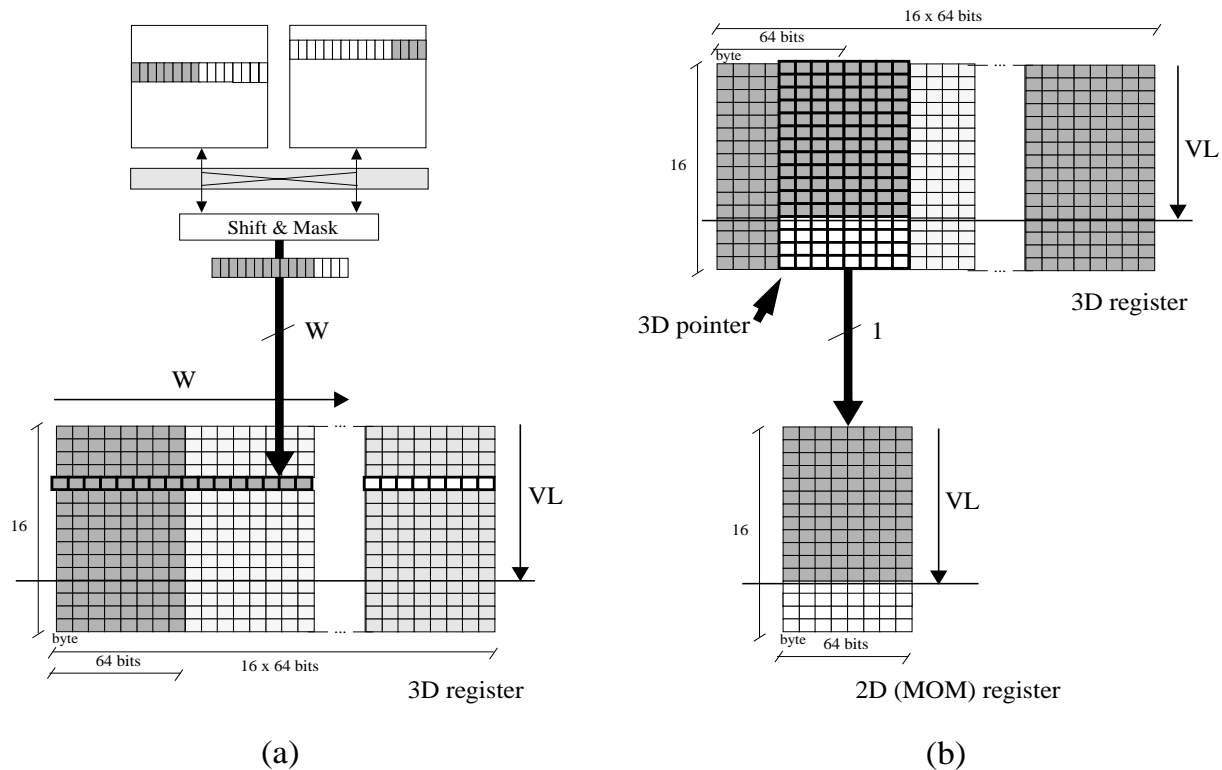 Shift & Mask
W
W
VL
16
...
...
byte
64 bits
16 x 64 bits
3D register
(a)
16 x 64 bits
64 bits
byte
...
16
VL
...
3D register
3D pointer
1
VL
16
byte
64 bits
2D (MOM) register
(b)